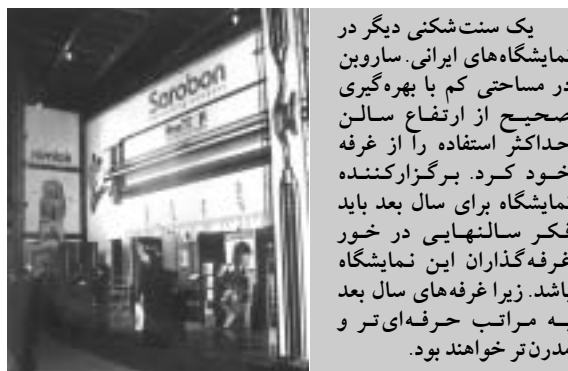 یک سنت‌شکنی دیگر در
نمایشگاه‌های ایرانی. ساروبن
در مساحتی کم با بهره‌گیری
صحیح از ارتفاع سالن
حداکثر استفاده را از غرفه
خود کرد. برگزارکننده
نمایشگاه برای سال بعد باید
فکر سالنهایی در خور
غرفه‌گذاران این نمایشگاه
باشد. زیرا غرفه‌های سال بعد
به مراتب حرفه‌ای‌تر و
مدرن‌تر خواهند بود.
Sarobon